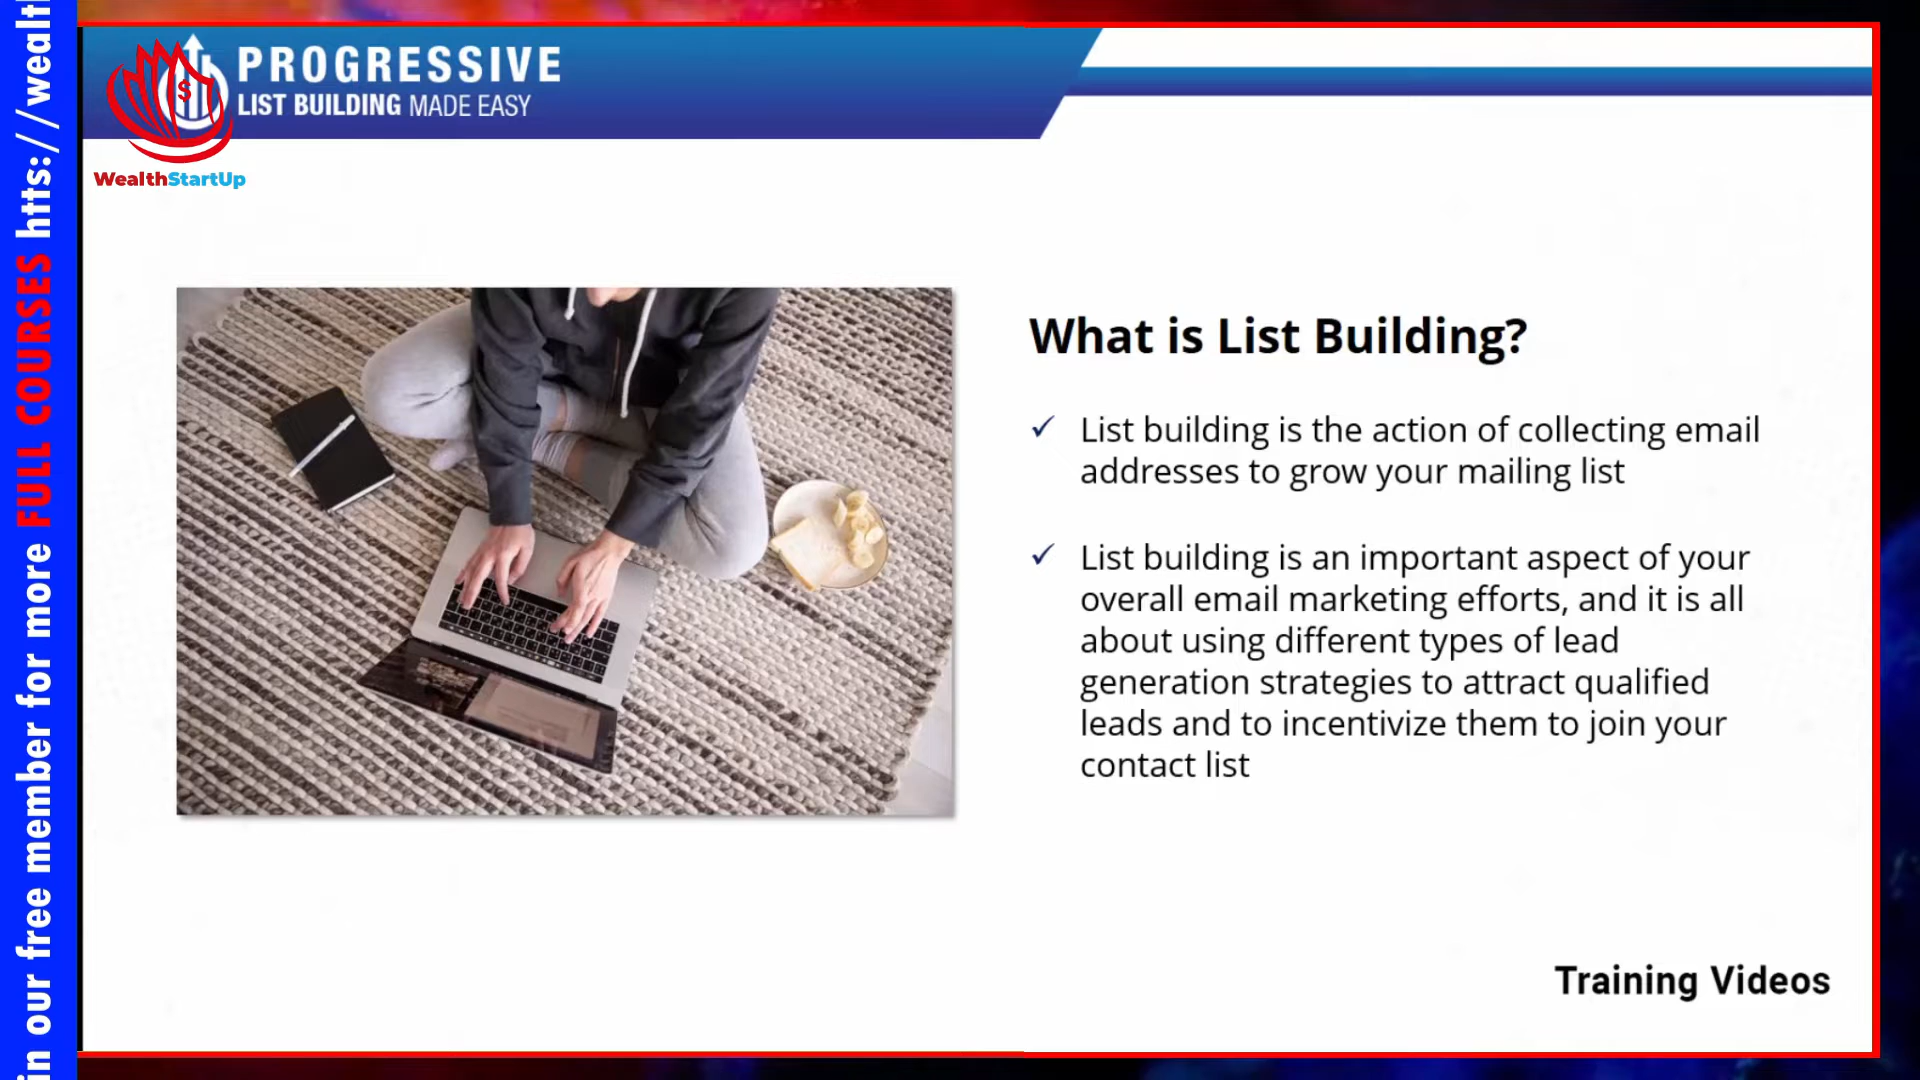 PROGRESSIVE
LIST BUILDING MADE EASY
$
WealthStartUp
What is List Building?
List building is the action of collecting email
addresses to grow your mailing list
List building is an important aspect of your
overall email marketing efforts, and it is all
about using different types of lead
generation strategies to attract qualified
leads and to incentivize them to join your
contact list
Training Videos
in our free member for more FULL COURSES htts://wealt